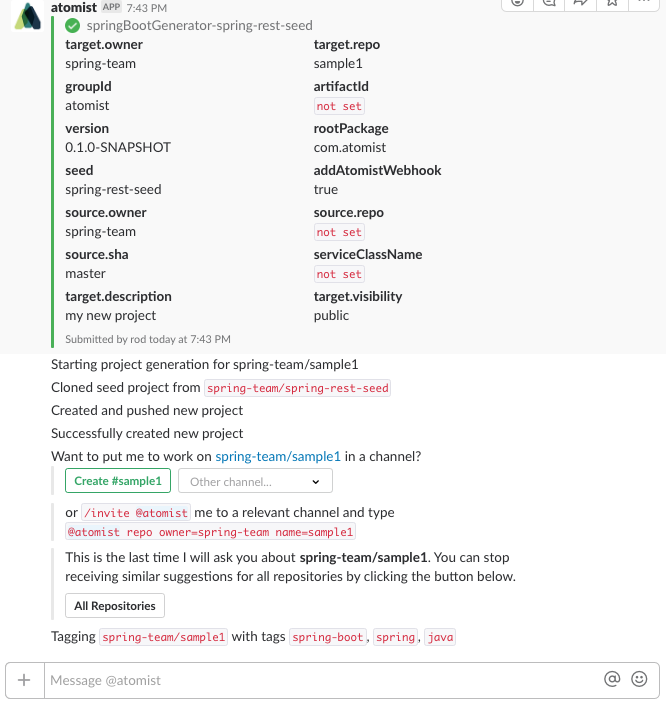 atomist APP 7:43 PM
springBootGenerator-spring-rest-seed
target.owner target.repo
spring-team sample1
groupId artifactId
atomist not set
version rootPackage
0.1.0-SNAPSHOT com.atomist
seed addAtomistWebhook
spring-rest-seed true
source.owner source.repo
spring-team not set
source.sha serviceClassName
master not set
target.description target.visibility
my new project public
Submitted by rod today at 7:43 PM
Starting project generation for spring-team/sample1
Cloned seed project from spring-team/spring-rest-seed
Created and pushed new project
Successfully created new project
Want to put me to work on spring-team/sample1 in a channel?
Create #sample1 Other channel...
or /invite @atomist me to a relevant channel and type
@atomist repo owner=spring-team name=sample1
This is the last time I will ask you about spring-team/sample1. You can stop
receiving similar suggestions for all repositories by clicking the button below.
All Repositories
Tagging spring-team/sample1 with tags spring-boot, spring, java
Message @atomist